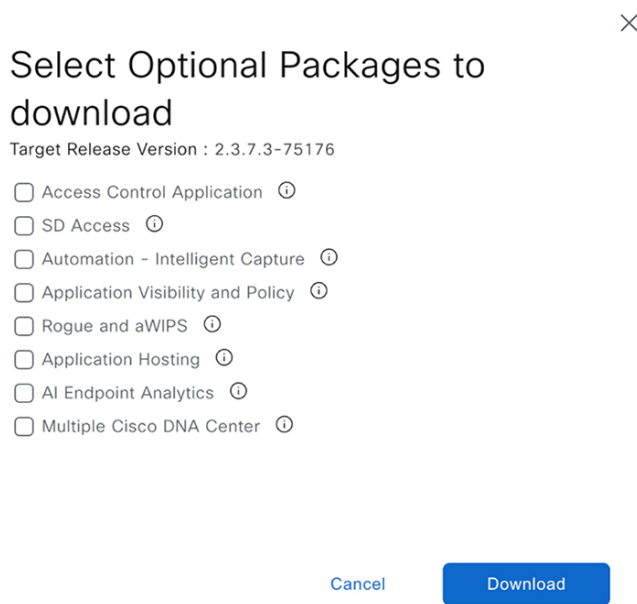 Select Optional Packages to
download
Target Release Version : 2.3.7.3-75176
Access Control Application
SD Access
Automation - Intelligent Capture
Application Visibility and Policy
Rogue and aWIPS
Application Hosting
AI Endpoint Analytics
Multiple Cisco DNA Center
Cancel
Download